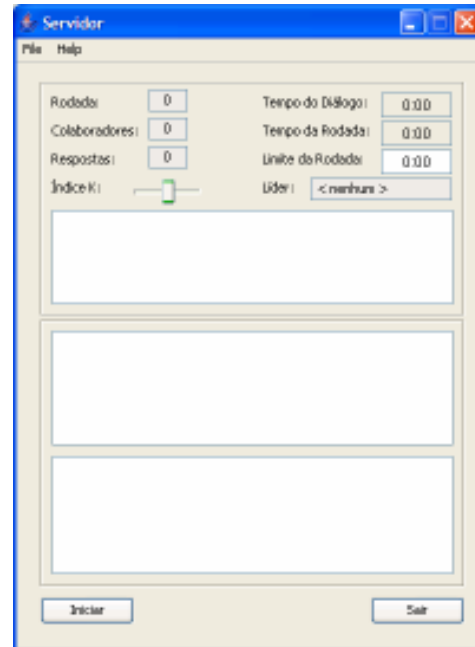 Servidor
File Help
Rodada: 0 Tempo do Diálogo: 0:00
Colaboradores: 0 Tempo da Rodada: 0:00
Respostas: 0 Limite da Rodada: 0:00
Índice K: Líder: < nenhum >
Iniciar Sair